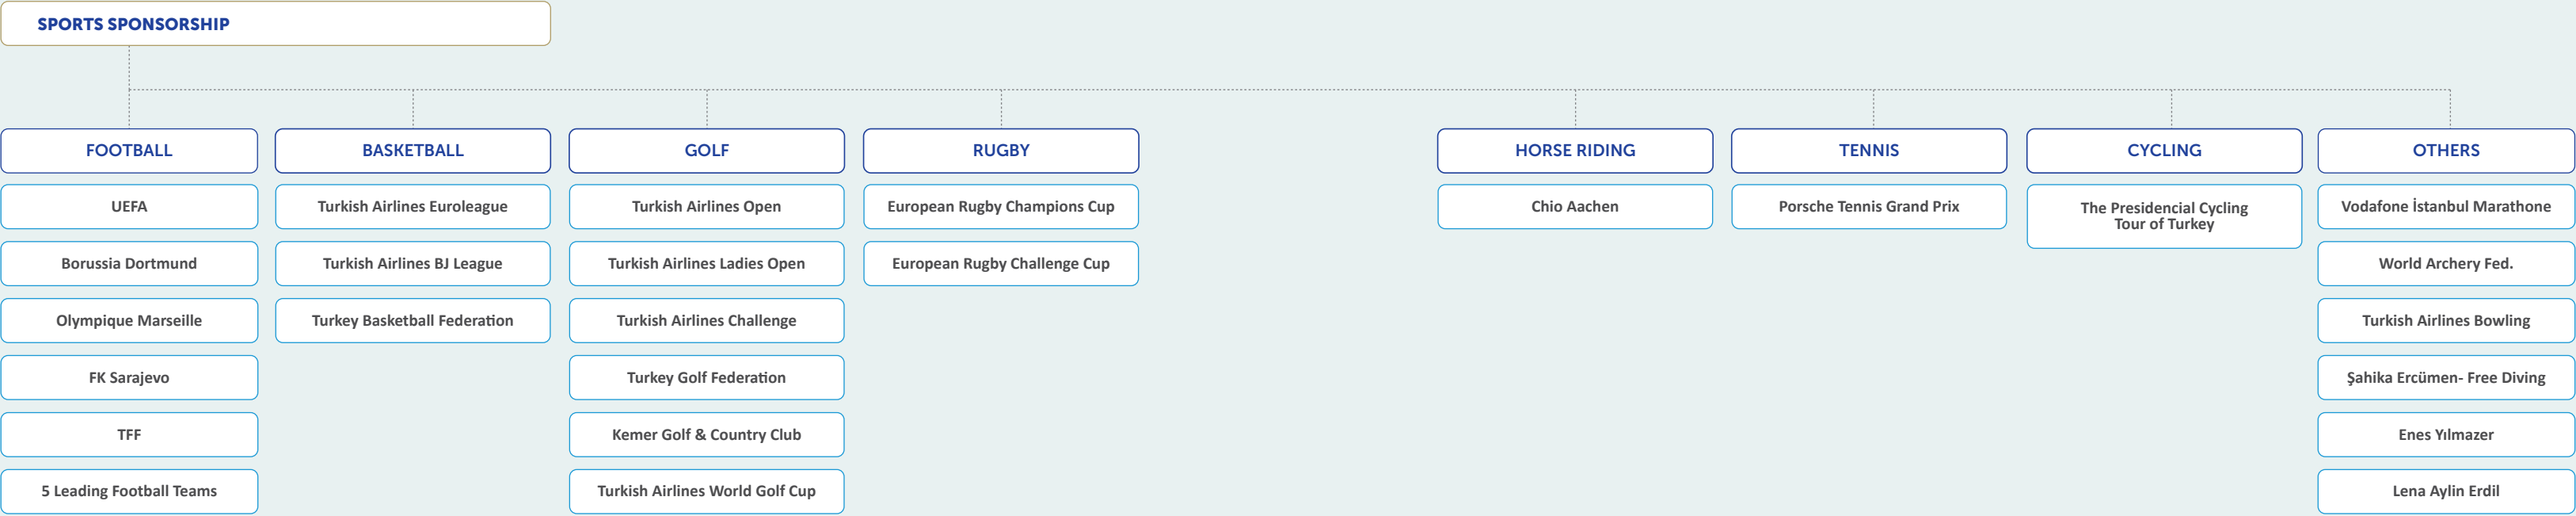 SPORTS SPONSORSHIP
FOOTBALL
UEFA
Borussia Dortmund
Olympique Marseille
FK Sarajevo
TFF
5 Leading Football Teams
BASKETBALL
Turkish Airlines Euroleague
Turkish Airlines BJ League
Turkey Basketball Federation
GOLF
Turkish Airlines Open
Turkish Airlines Ladies Open
Turkish Airlines Challenge
Turkey Golf Federation
Kemer Golf & Country Club
Turkish Airlines World Golf Cup
RUGBY
European Rugby Champions Cup
European Rugby Challenge Cup
HORSE RIDING
Chio Aachen
TENNIS
Porsche Tennis Grand Prix
CYCLING
The Presidencial Cycling
Tour of Turkey
OTHERS
Vodafone İstanbul Marathone
World Archery Fed.
Turkish Airlines Bowling
Şahika Ercümen- Free Diving
Enes Yılmazer
Lena Aylin Erdil